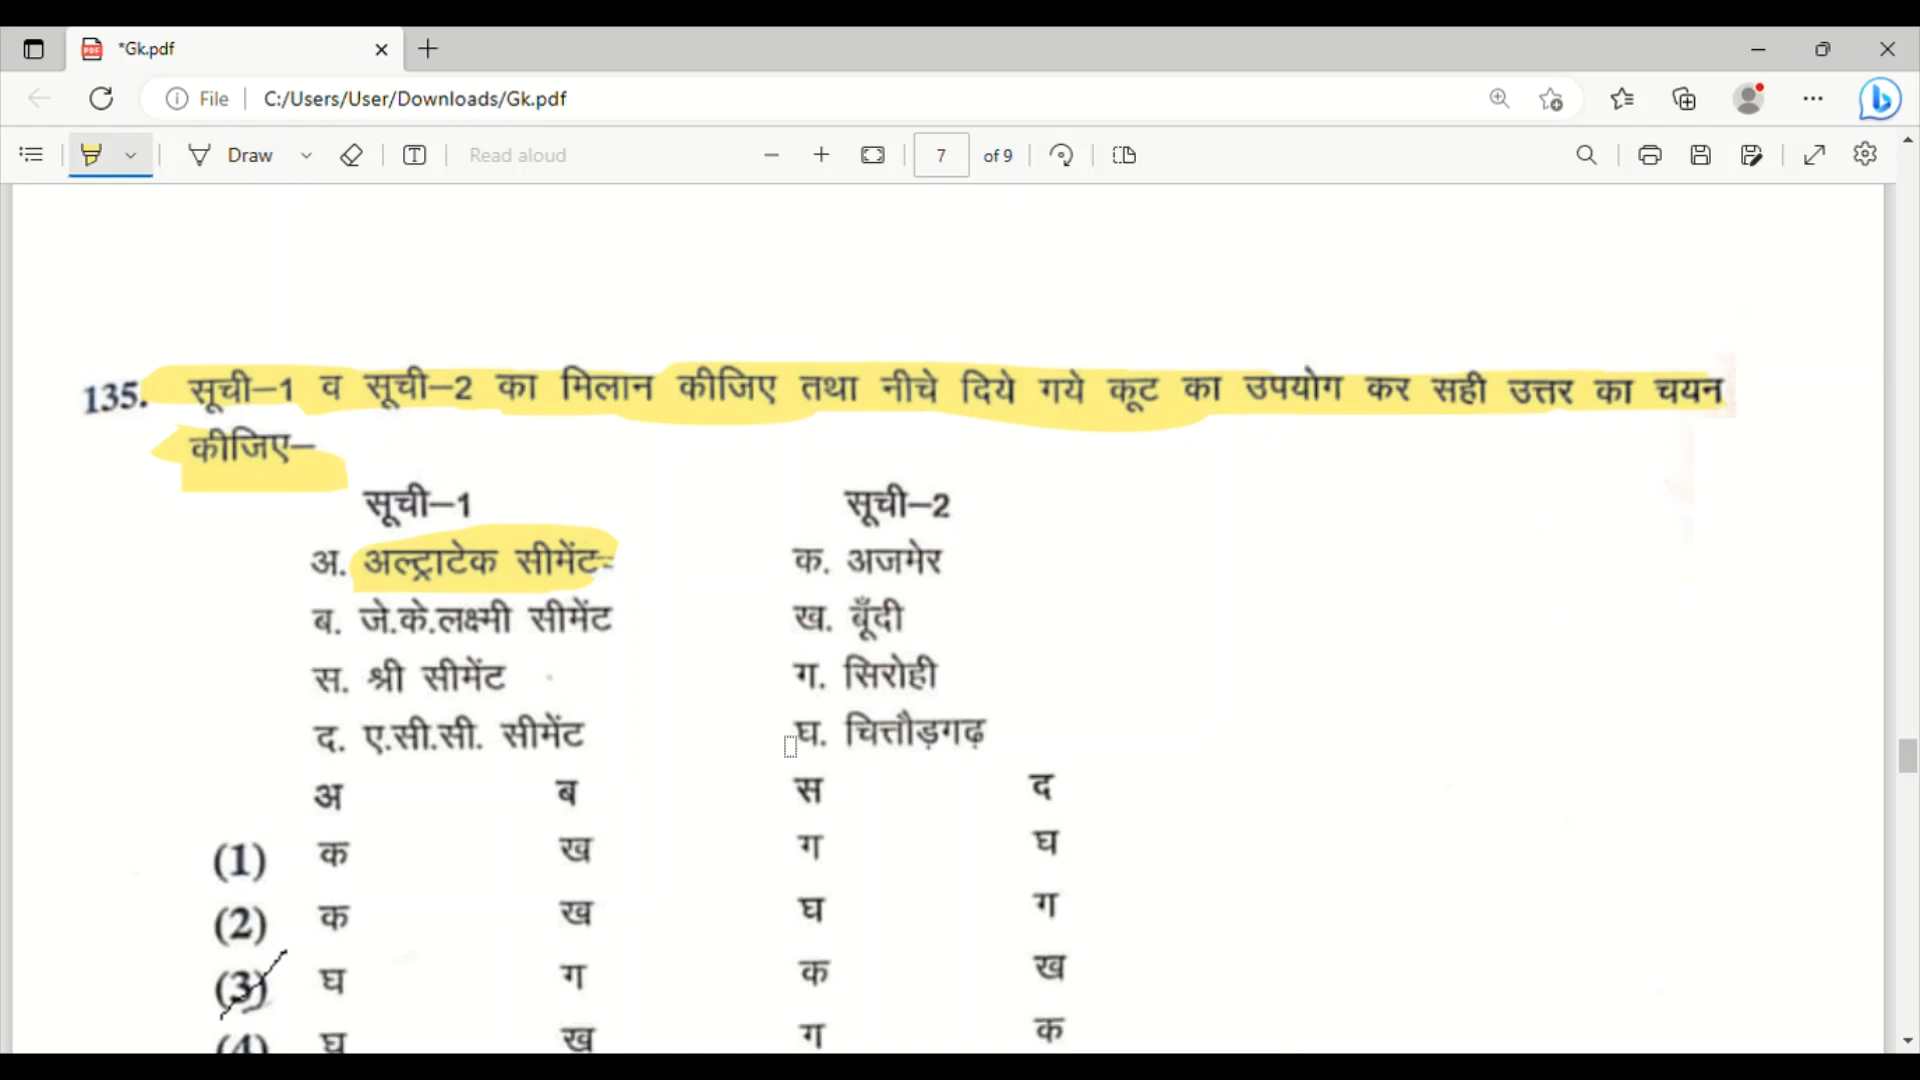 *Gk.pdf
File C:/Users/User/Downloads/Gk.pdf
Draw Read aloud 7 of 9
135. सूची–1 व सूची–2 का मिलान कीजिए तथा नीचे दिये गये कूट का उपयोग कर सही उत्तर का चयन
कीजिए–
सूची–1 सूची–2
अ. अल्ट्राटेक सीमेंट- क. अजमेर
ब. जे.के.लक्ष्मी सीमेंट ख. बूँदी
स. श्री सीमेंट ग. सिरोही
द. ए.सी.सी. सीमेंट घ. चित्तौड़गढ़
अ ब स द
(1) क ख ग घ
(2) क ख घ ग
(3) घ ग क ख
(4) घ ख ग क